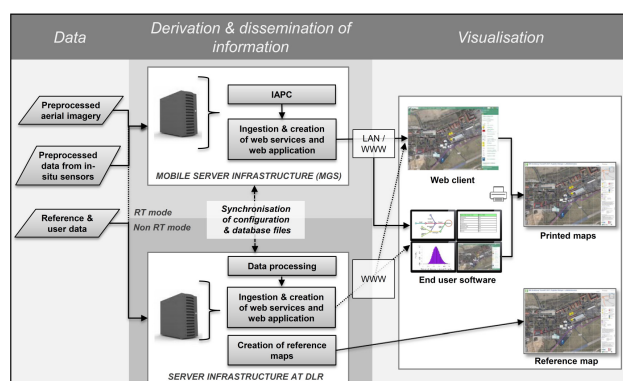 Data
Derivation & dissemination of
information
Visualisation
Preprocessed
aerial imagery
Preprocessed
data from in-
situ sensors
Reference &
user data
RT mode
Non RT mode
IAPC
Ingestion & creation
of web services and
web application
MOBILE SERVER INFRASTRUCTURE (MGS)
Synchronisation
of configuration
& database files
Data processing
Ingestion & creation
of web services and
web application
Creation of reference
maps
SERVER INFRASTRUCTURE AT DLR
LAN /
WWW
WWW
Web client
End user software
Printed maps
Reference map